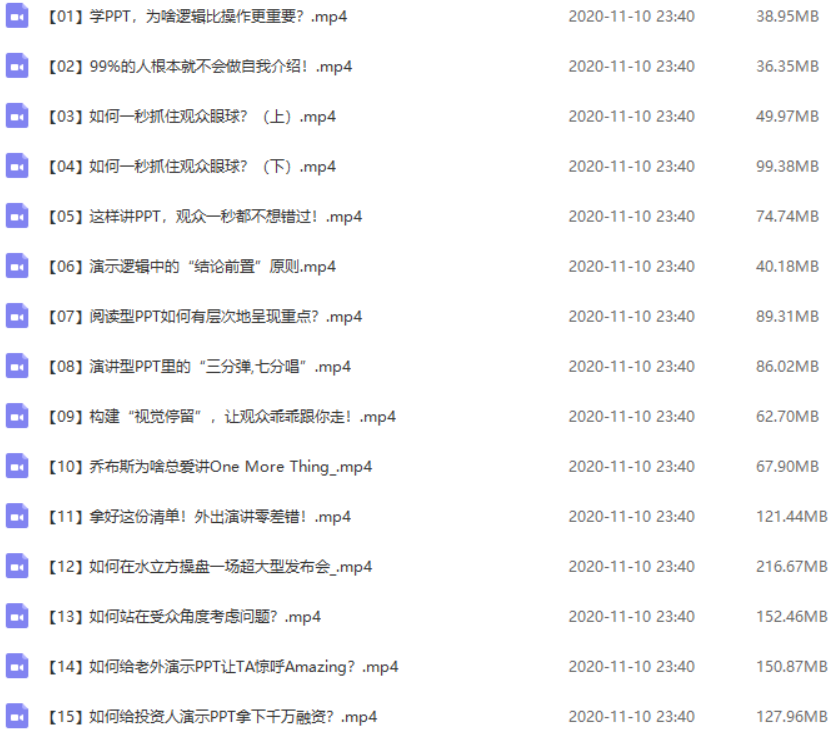 【01】学PPT，为啥逻辑比操作更重要？.mp4 2020-11-10 23:40 38.95MB
【02】99%的人根本就不会做自我介绍！.mp4 2020-11-10 23:40 36.35MB
【03】如何一秒抓住观众眼球？（上）.mp4 2020-11-10 23:40 49.97MB
【04】如何一秒抓住观众眼球？（下）.mp4 2020-11-10 23:40 99.38MB
【05】这样讲PPT，观众一秒都不想错过！.mp4 2020-11-10 23:40 74.74MB
【06】演示逻辑中的“结论前置”原则.mp4 2020-11-10 23:40 40.18MB
【07】阅读型PPT如何有层次地呈现重点？.mp4 2020-11-10 23:40 89.31MB
【08】演讲型PPT里的“三分弹,七分唱”.mp4 2020-11-10 23:40 86.02MB
【09】构建“视觉停留”，让观众乖乖跟你走！.mp4 2020-11-10 23:40 62.70MB
【10】乔布斯为啥总爱讲One More Thing_.mp4 2020-11-10 23:40 67.90MB
【11】拿好这份清单！外出演讲零差错！.mp4 2020-11-10 23:40 121.44MB
【12】如何在水立方操盘一场超大型发布会_.mp4 2020-11-10 23:40 216.67MB
【13】如何站在受众角度考虑问题？.mp4 2020-11-10 23:40 152.46MB
【14】如何给老外演示PPT让TA惊呼Amazing？.mp4 2020-11-10 23:40 150.87MB
【15】如何给投资人演示PPT拿下千万融资？.mp4 2020-11-10 23:40 127.96MB